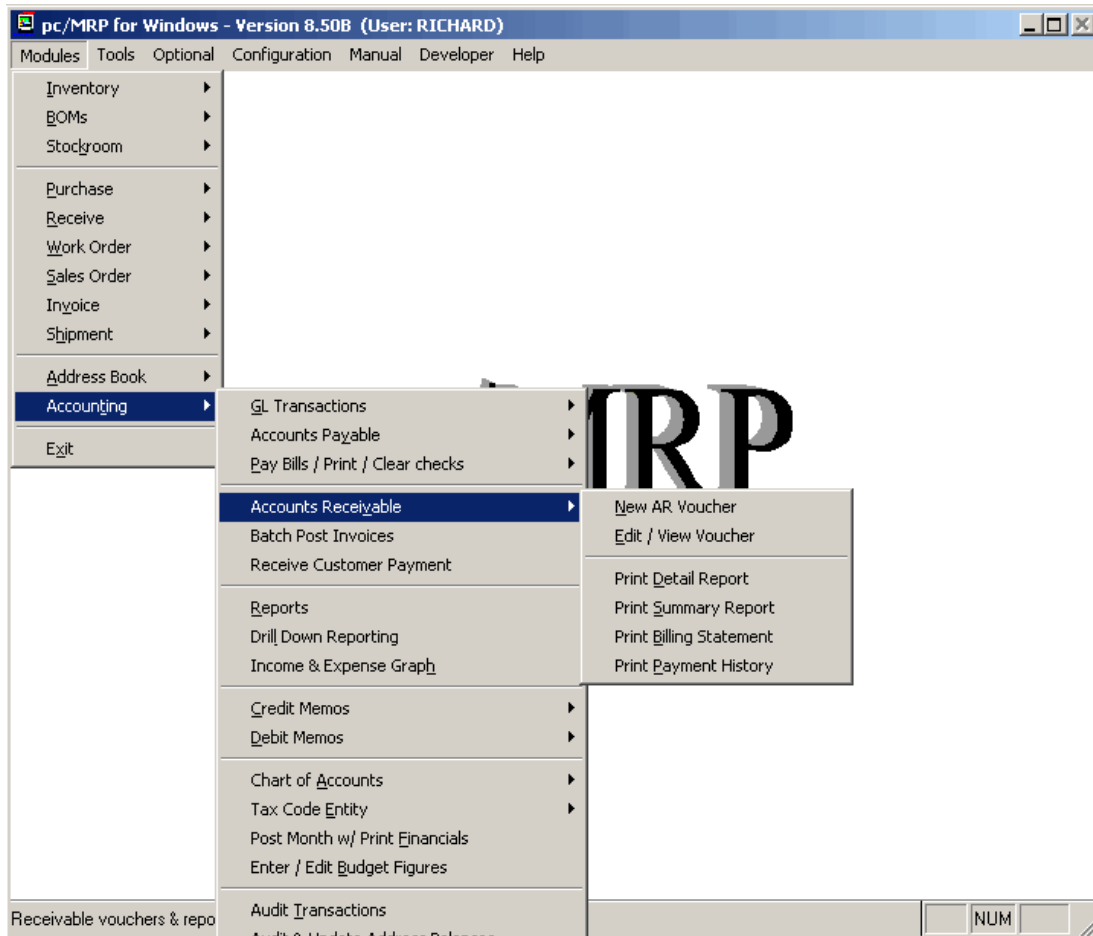 pc/MRP for Windows - Version 8.50B (User: RICHARD)
Modules Tools Optional Configuration Manual Developer Help
Inventory
BOMs
Stockroom
Purchase
Receive
Work Order
Sales Order
Invoice
Shipment
Address Book
Accounting
Exit
GL Transactions
Accounts Payable
Pay Bills / Print / Clear checks
Accounts Receivable
Batch Post Invoices
Receive Customer Payment
Reports
Drill Down Reporting
Income & Expense Graph
Credit Memos
Debit Memos
Chart of Accounts
Tax Code Entity
Post Month w/ Print Financials
Enter / Edit Budget Figures
Audit Transactions
Audit & Update Address Balances
New AR Voucher
Edit / View Voucher
Print Detail Report
Print Summary Report
Print Billing Statement
Print Payment History
MRP
Receivable vouchers & repo
NUM